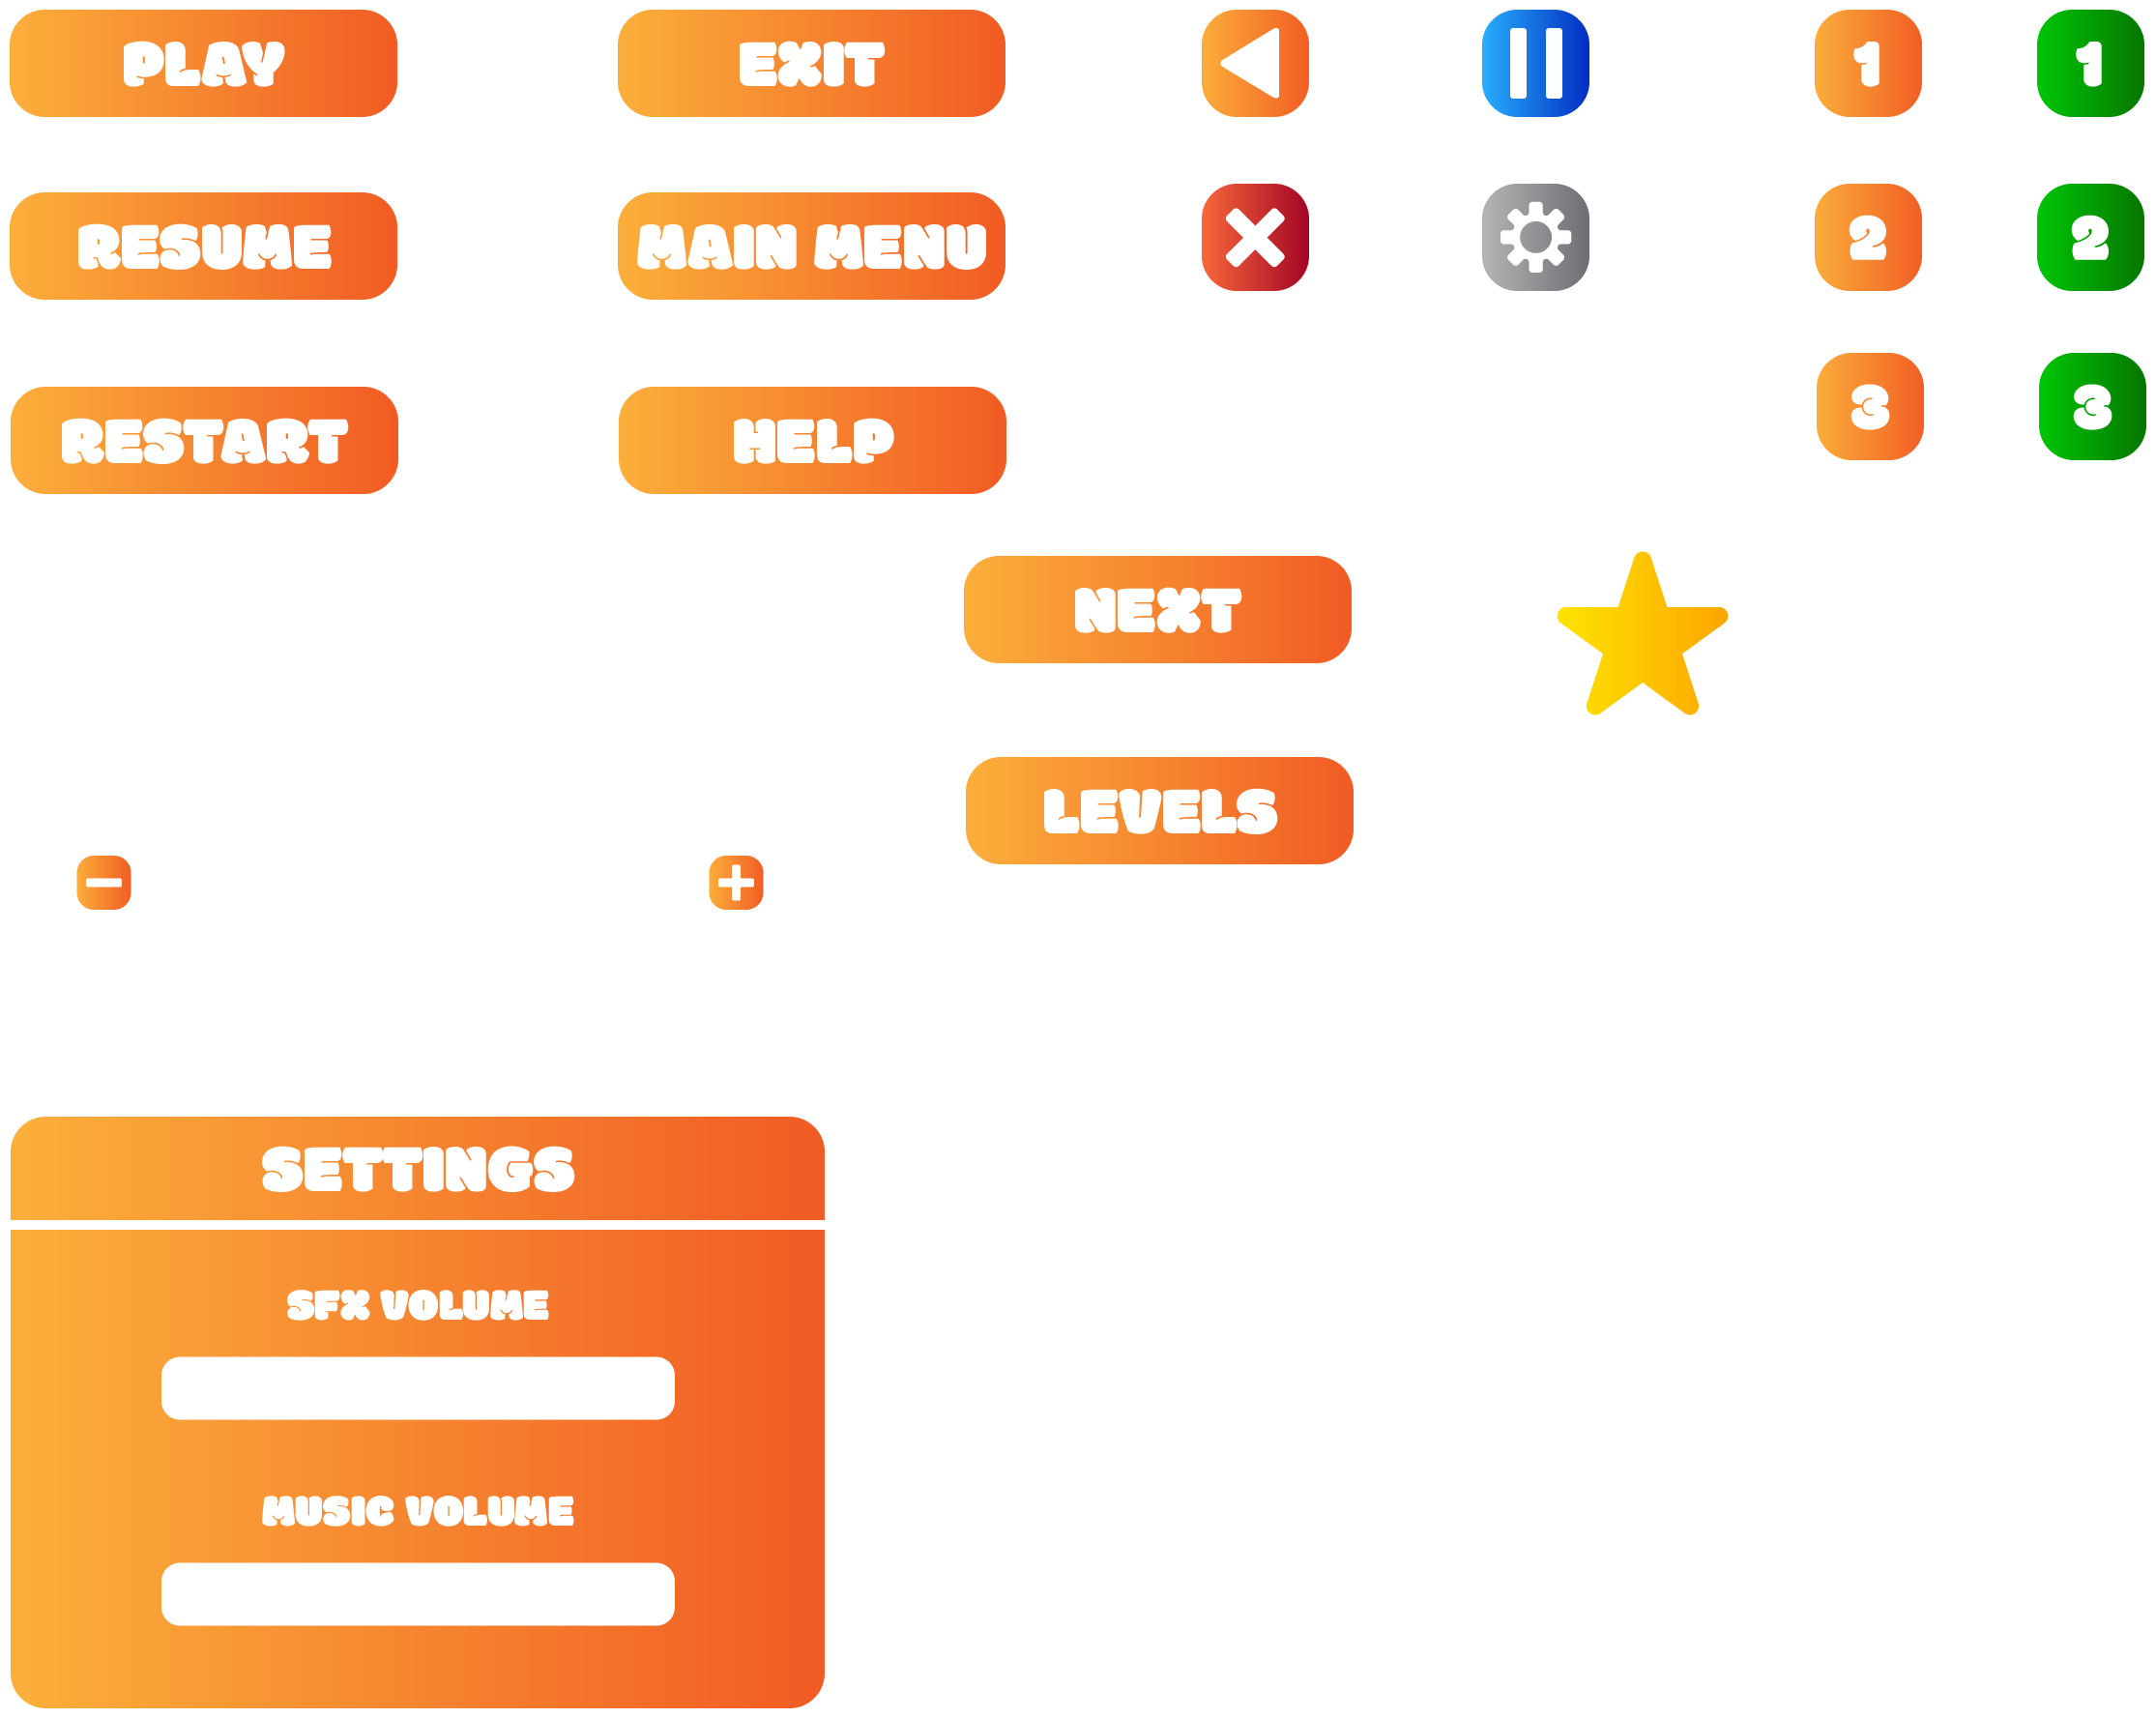 PLAY
EXIT
1
1
RESUME
MAIN MENU
2
2
RESTART
HELP
3
3
NEXT
LEVELS
SETTINGS
SFX VOLUME
MUSIC VOLUME